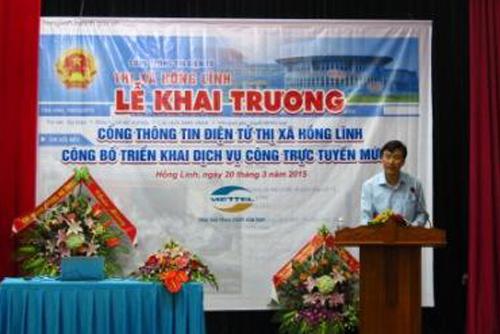 THỊ XÃ HỒNG LĨNH
LỄ KHAI TRƯƠNG
CỔNG THÔNG TIN ĐIỆN TỬ THỊ XÃ HỒNG LĨNH
CÔNG BỐ TRIỂN KHAI DỊCH VỤ CÔNG TRỰC TUYẾN MỨC
Hồng Lĩnh, ngày 20 tháng 3 năm 2015
VIETTEL